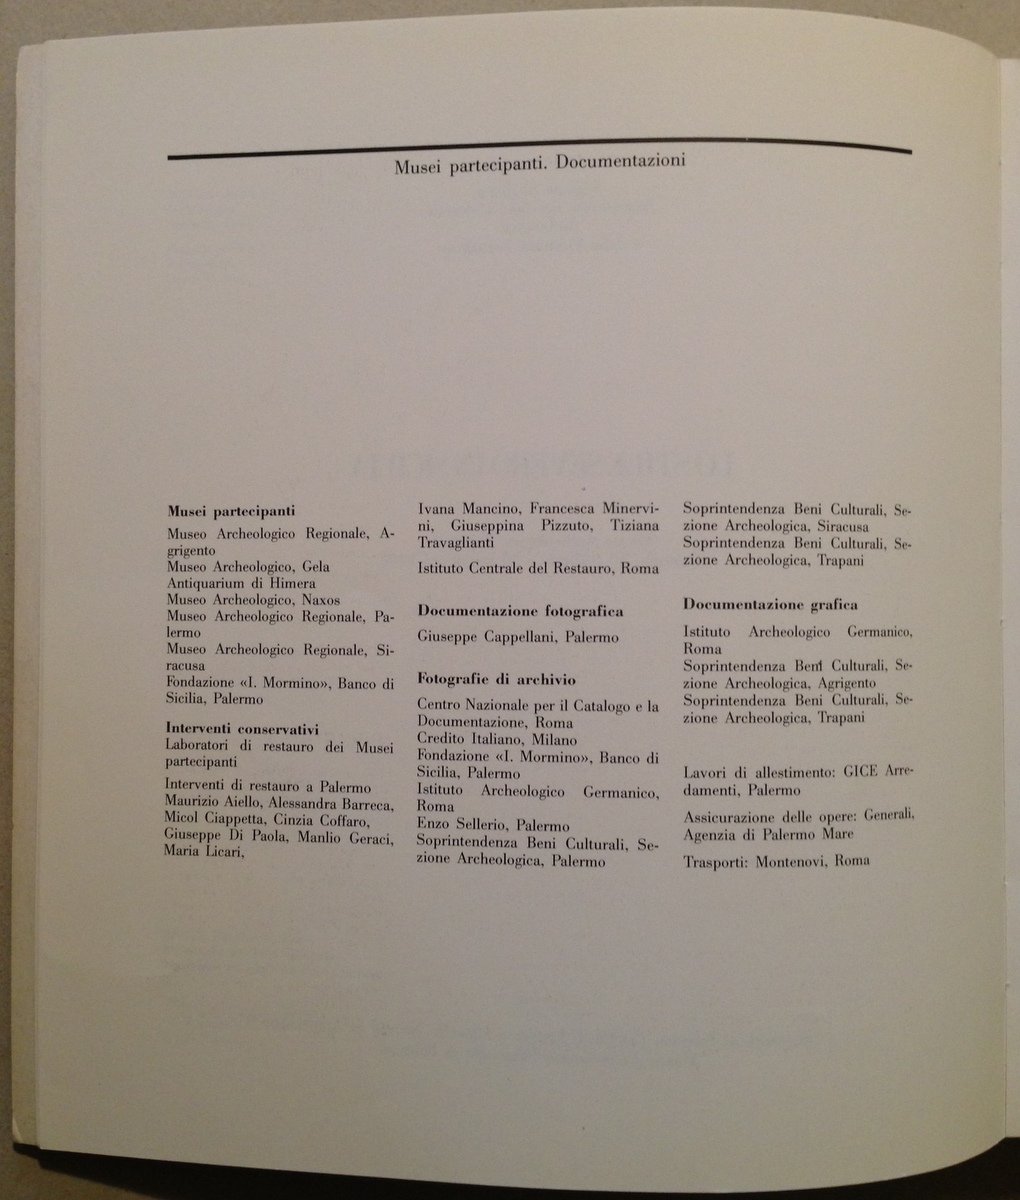 Musei partecipanti. Documentazioni
Musei partecipanti
Museo Archeologico Regionale, A-
grigento
Museo Archeologico, Gela
Antiquarium di Himera
Museo Archeologico, Naxos
Museo Archeologico Regionale, Pa-
lermo
Museo Archeologico Regionale, Si-
racusa
Fondazione «I. Mormino», Banco di
Sicilia, Palermo
Interventi conservativi
Laboratori di restauro dei Musei
partecipanti
Interventi di restauro a Palermo
Maurizio Aiello, Alessandra Barreca,
Micol Ciappetta, Cinzia Coffaro,
Giuseppe Di Paola, Manlio Geraci,
Maria Licari,
Ivana Mancino, Francesca Minervi-
ni, Giuseppina Pizzuto, Tiziana
Travaglianti
Istituto Centrale del Restauro, Roma
Documentazione fotografica
Giuseppe Cappellani, Palermo
Fotografie di archivio
Centro Nazionale per il Catalogo e la
Documentazione, Roma
Credito Italiano, Milano
Fondazione «I. Mormino», Banco di
Sicilia, Palermo
Istituto Archeologico Germanico,
Roma
Enzo Sellerio, Palermo
Soprintendenza Beni Culturali, Se-
zione Archeologica, Palermo
Soprintendenza Beni Culturali, Se-
zione Archeologica, Siracusa
Soprintendenza Beni Culturali, Se-
zione Archeologica, Trapani
Documentazione grafica
Istituto Archeologico Germanico,
Roma
Soprintendenza Beni Culturali, Se-
zione Archeologica, Agrigento
Soprintendenza Beni Culturali, Se-
zione Archeologica, Trapani
Lavori di allestimento: GICE Arre-
damenti, Palermo
Assicurazione delle opere: Generali,
Agenzia di Palermo Mare
Trasporti: Montenovi, Roma